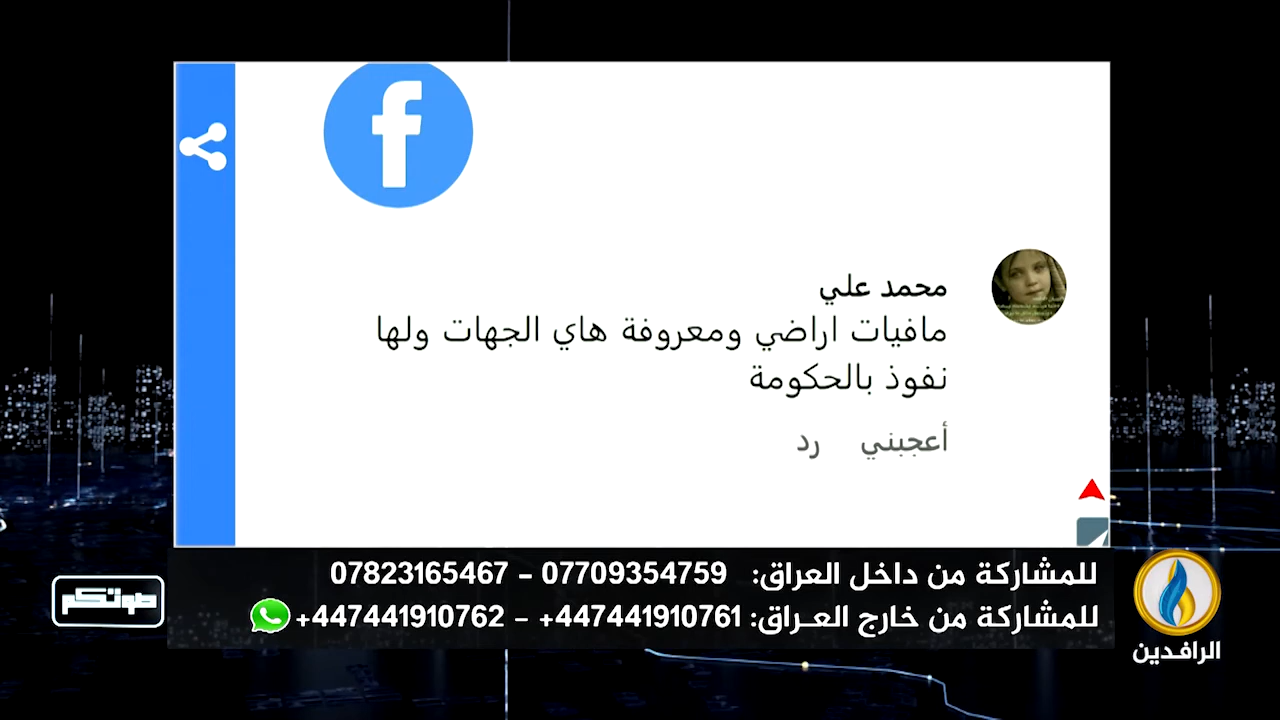 محمد علي
مافيات اراضي ومعروفة هاي الجهات ولها
نفوذ بالحكومة
أعجبني رد
للمشاركة من داخل العراق: 07709354759 - 07823165467
للمشاركة من خارج العـراق: 447441910761+ - 447441910762+
صوتكم
الرافدين